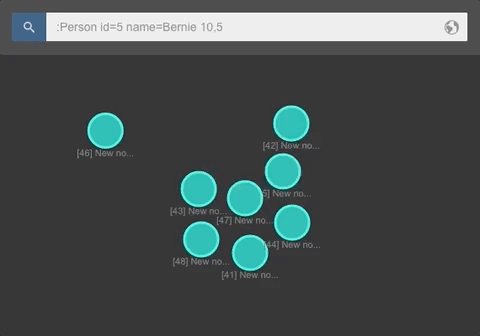 :Person id=5 name=Bernie 10,5
[42] New no...
[46] New no...
5] New no...
[43] New no...
[47] New no...
[44] New no...
[48] New no...
[41] New no...